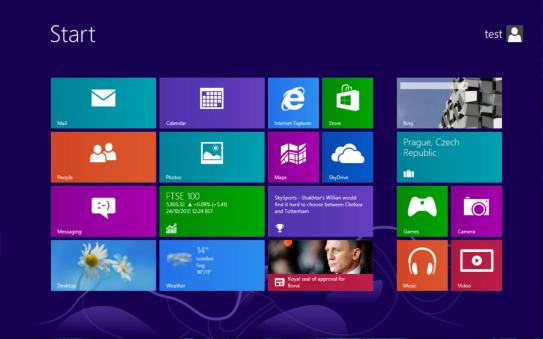 Start
test
Mail
Calendar
Internet Explorer
Store
Bing
People
Photos
Maps
SkyDrive
Prague, Czech
Republic
Messaging
FTSE 100
5,803.32 ▲ +0.09% (+5.41)
24/10/2012 12:24 BST
SkySports - Shakhtar's Willian would
find it hard to choose between Chelsea
and Tottenham
Games
Camera
Desktop
14°
London
Fog
16°/11°
Weather
Royal seal of approval for
Bond
Music
Video